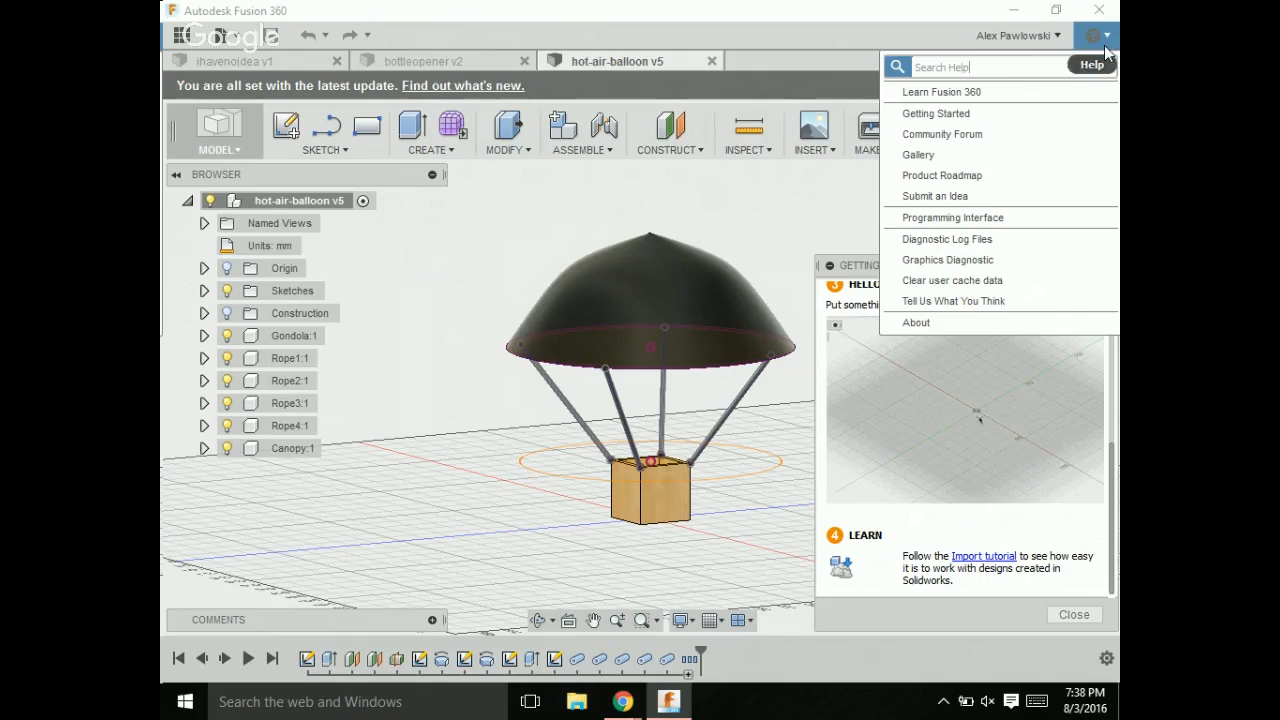 Autodesk Fusion 360
Google
Alex Pawlowski
ihavenoidea v1
bottleopener v2
hot-air-balloon v5
Search Help
Help
You are all set with the latest update. Find out what's new.
Learn Fusion 360
Getting Started
Community Forum
Gallery
Product Roadmap
Submit an Idea
Programming Interface
Diagnostic Log Files
Graphics Diagnostic
Clear user cache data
Tell Us What You Think
About
MODEL
SKETCH
CREATE
MODIFY
ASSEMBLE
CONSTRUCT
INSPECT
INSERT
MAKE
BROWSER
hot-air-balloon v5
Named Views
Units: mm
Origin
Sketches
Construction
Gondola:1
Rope1:1
Rope2:1
Rope3:1
Rope4:1
Canopy:1
GETTING
3 HELLO
Put something
4 LEARN
Follow the Import tutorial to see how easy
it is to work with designs created in
Solidworks.
Close
COMMENTS
Search the web and Windows
7:38 PM
8/3/2016